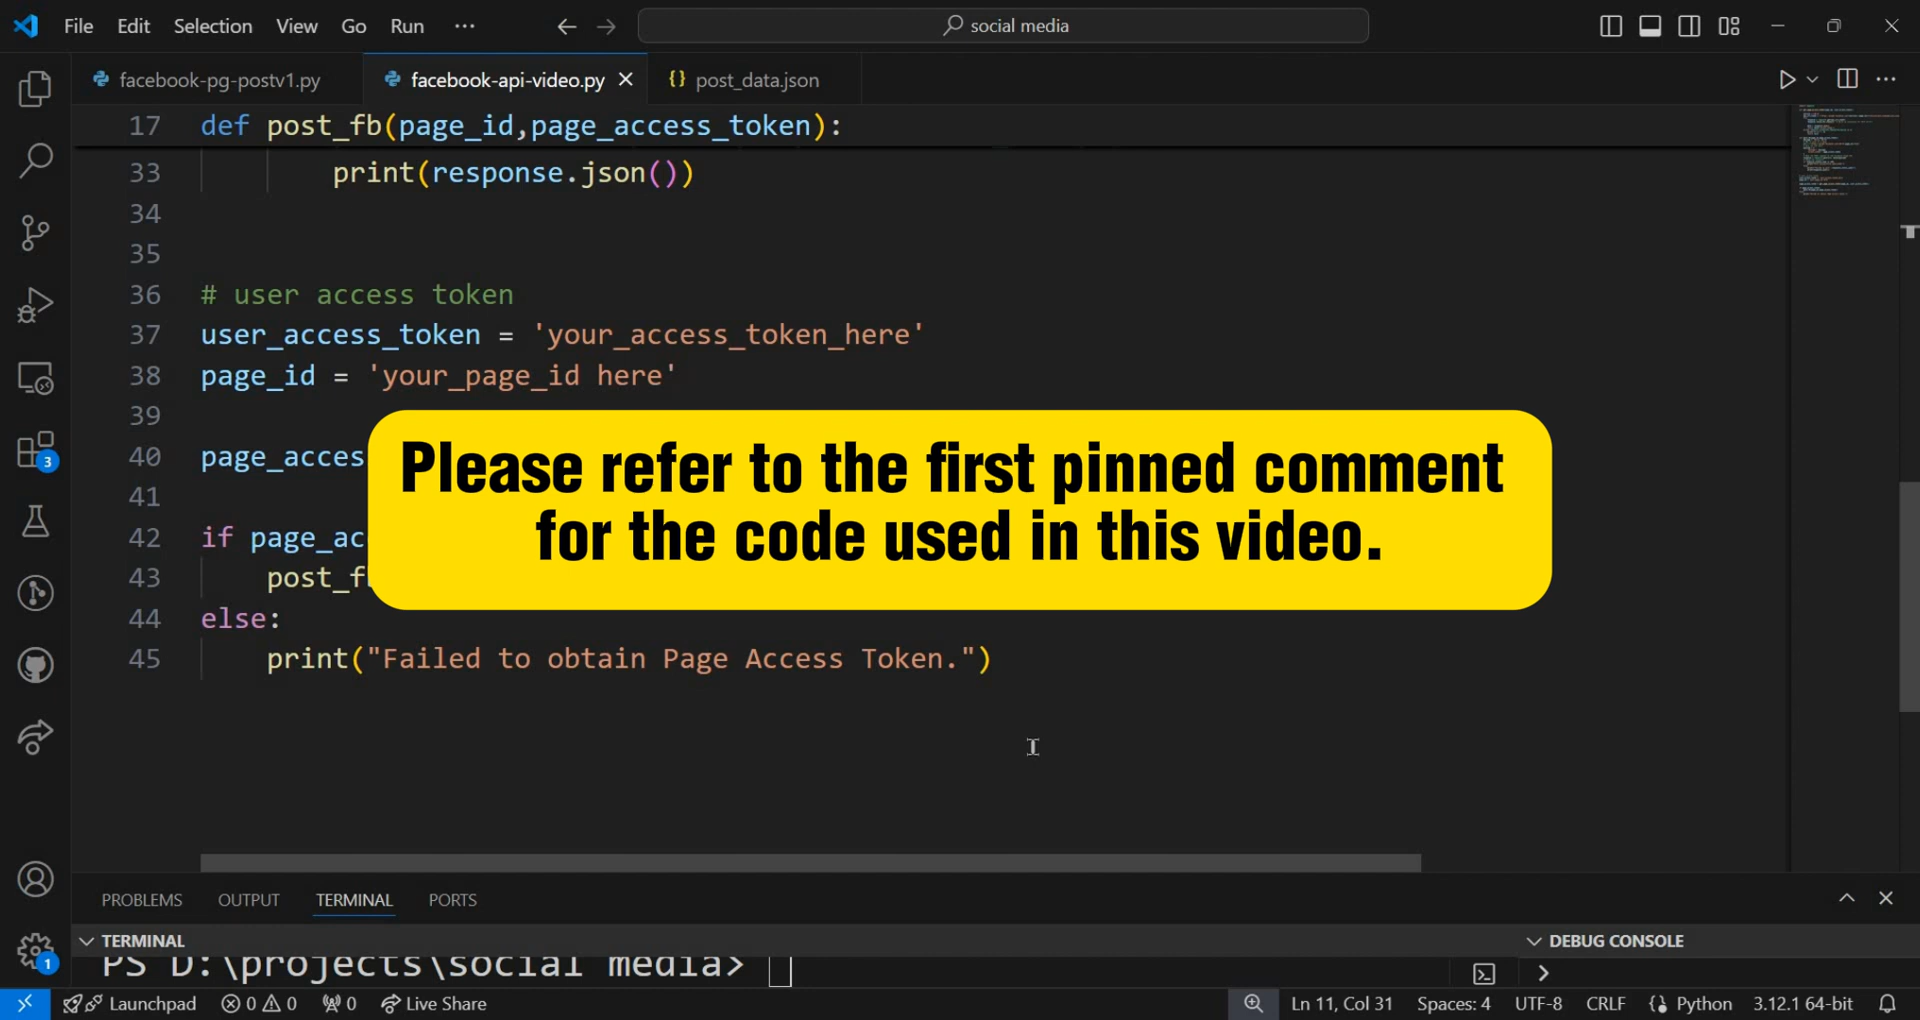 File Edit Selection View Go Run ··· social media
facebook-pg-postv1.py facebook-api-video.py post_data.json
17 def post_fb(page_id,page_access_token):
33 print(response.json())
34
35
36 # user access token
37 user_access_token = 'your_access_token_here'
38 page_id = 'your_page_id here'
39
40 page_acces
41
42 if page_ac
43 post_f
44 else:
45 print("Failed to obtain Page Access Token.")
Please refer to the first pinned comment
for the code used in this video.
3
PROBLEMS OUTPUT TERMINAL PORTS
TERMINAL DEBUG CONSOLE
1
PS D:\projects\social media>
Launchpad 0 0 0 Live Share Ln 11, Col 31 Spaces: 4 UTF-8 CRLF Python 3.12.1 64-bit